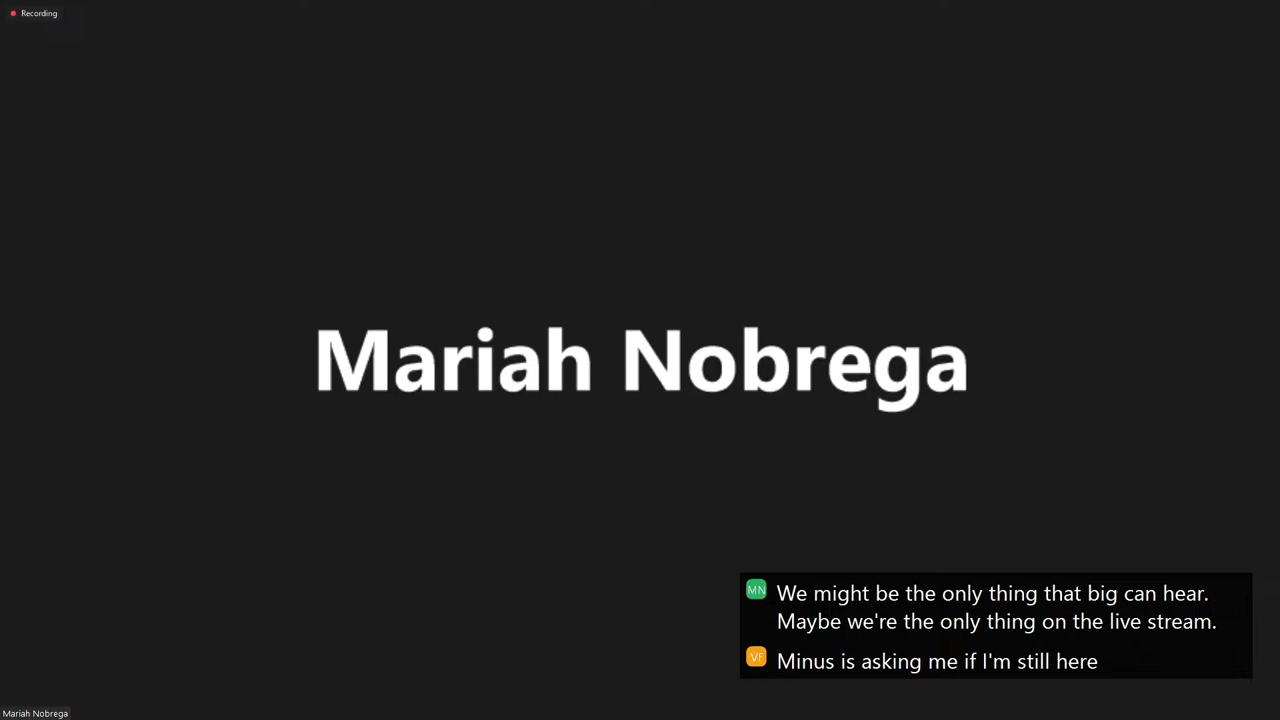 Recording
Mariah Nobrega
MN We might be the only thing that big can hear.
Maybe we're the only thing on the live stream.
VF Minus is asking me if I'm still here
Mariah Nobrega